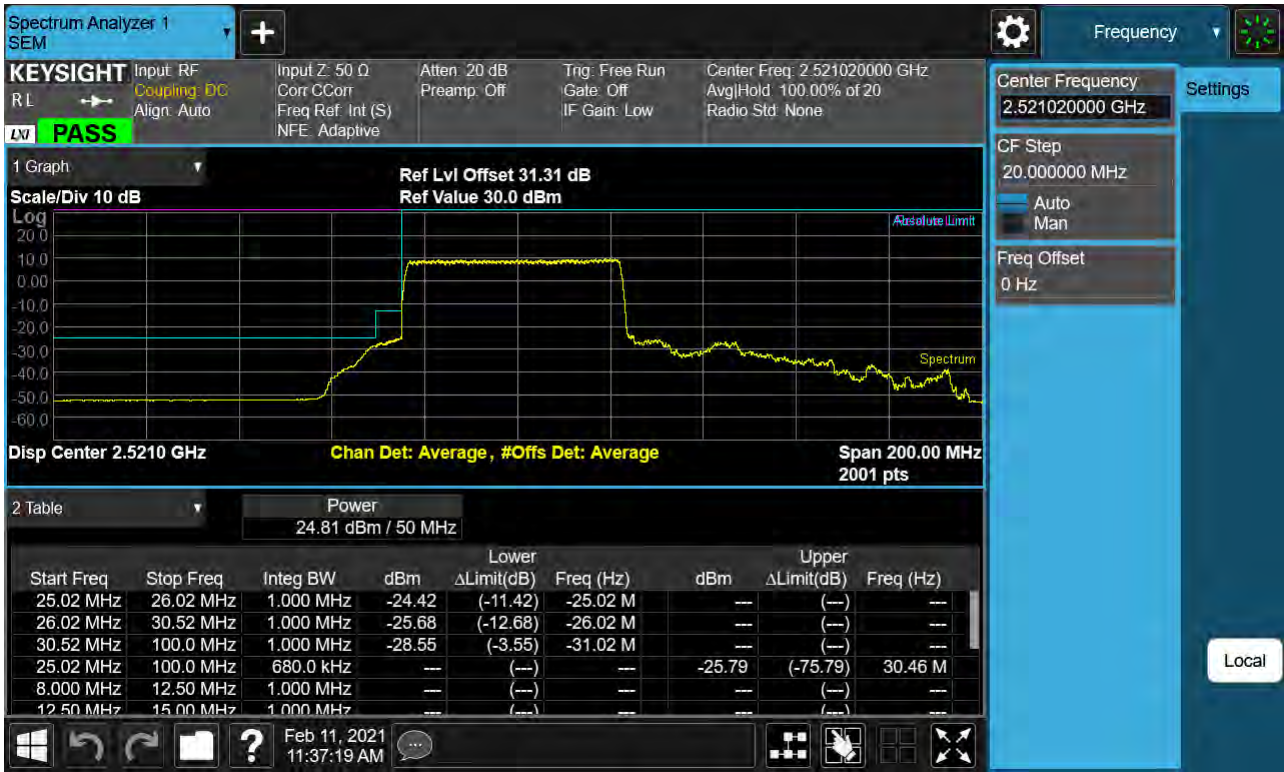 Spectrum Analyzer 1
SEM
+
Frequency
KEYSIGHT
RL
LXI PASS
Input: RF
Coupling: DC
Align: Auto
Input Z: 50 Ω
Corr CCorr
Freq Ref: Int (S)
NFE: Adaptive
Atten: 20 dB
Preamp: Off
Trig: Free Run
Gate: Off
IF Gain: Low
Center Freq: 2.521020000 GHz
Avg|Hold: 100.00% of 20
Radio Std: None
Center Frequency
2.521020000 GHz
Settings
CF Step
20.000000 MHz
Auto
Man
Freq Offset
0 Hz
1 Graph
Scale/Div 10 dB
Ref Lvl Offset 31.31 dB
Ref Value 30.0 dBm
Log
Absolute Limit
20.0
10.0
0.00
-10.0
-20.0
-30.0
Spectrum
-40.0
-50.0
-60.0
Disp Center 2.5210 GHz
Chan Det: Average, #Offs Det: Average
Span 200.00 MHz
2001 pts
2 Table
Power
24.81 dBm / 50 MHz
Lower Upper
Start Freq Stop Freq Integ BW dBm ΔLimit(dB) Freq (Hz) dBm ΔLimit(dB) Freq (Hz)
25.02 MHz 26.02 MHz 1.000 MHz -24.42 (-11.42) -25.02 M --- (---) ---
26.02 MHz 30.52 MHz 1.000 MHz -25.68 (-12.68) -26.02 M --- (---) ---
30.52 MHz 100.0 MHz 1.000 MHz -28.55 (-3.55) -31.02 M --- (---) ---
25.02 MHz 100.0 MHz 680.0 kHz --- (---) --- -25.79 (-75.79) 30.46 M
8.000 MHz 12.50 MHz 1.000 MHz --- (---) --- --- (---) ---
12.50 MHz 15.00 MHz 1.000 MHz --- (---) --- --- (---) ---
Local
?
Feb 11, 2021
11:37:19 AM